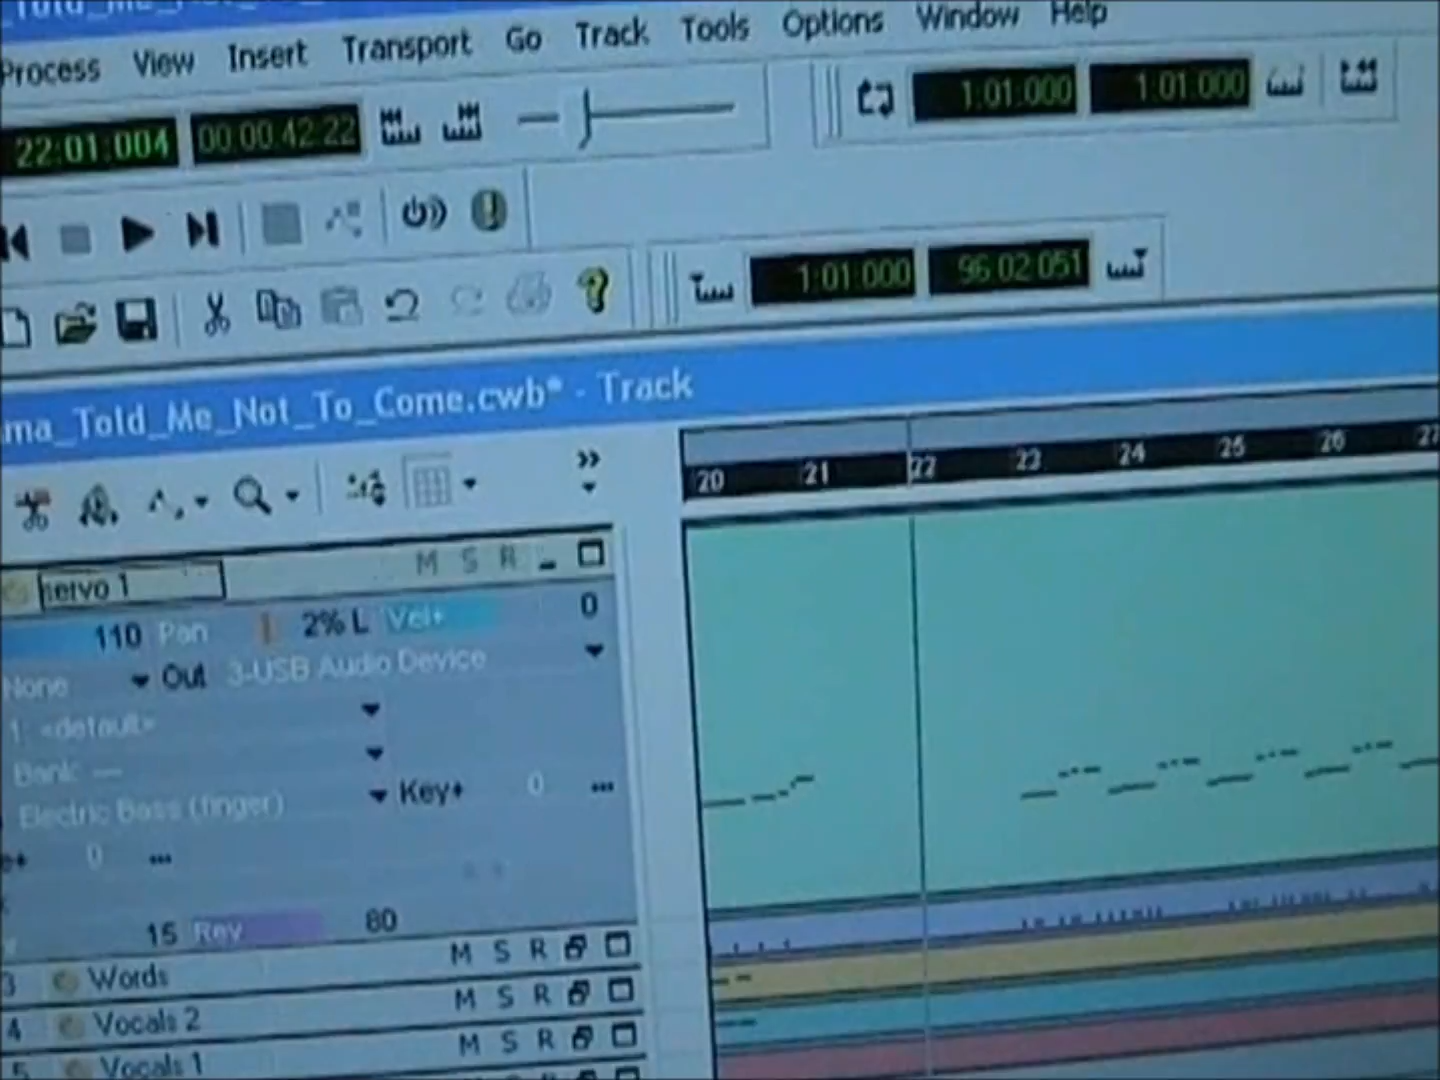 Process View Insert Transport Go Track Tools Options Window Help
22:01:004 00:00:42:22 1:01:000 1:01:000
1:01:000 96:02:051
ma_Told_Me_Not_To_Come.cwb* - Track
20 21 22 23 24 25 26 27
servo 1 M S R
110 Pan 2% L Vel+ 0
None Out 3-USB Audio Device
1: <default>
Bank: ---
Electric Bass (finger) Key+ 0
0
15 Rev 80
M S R
3 Words M S R
4 Vocals 2 M S R
5 Vocals 1